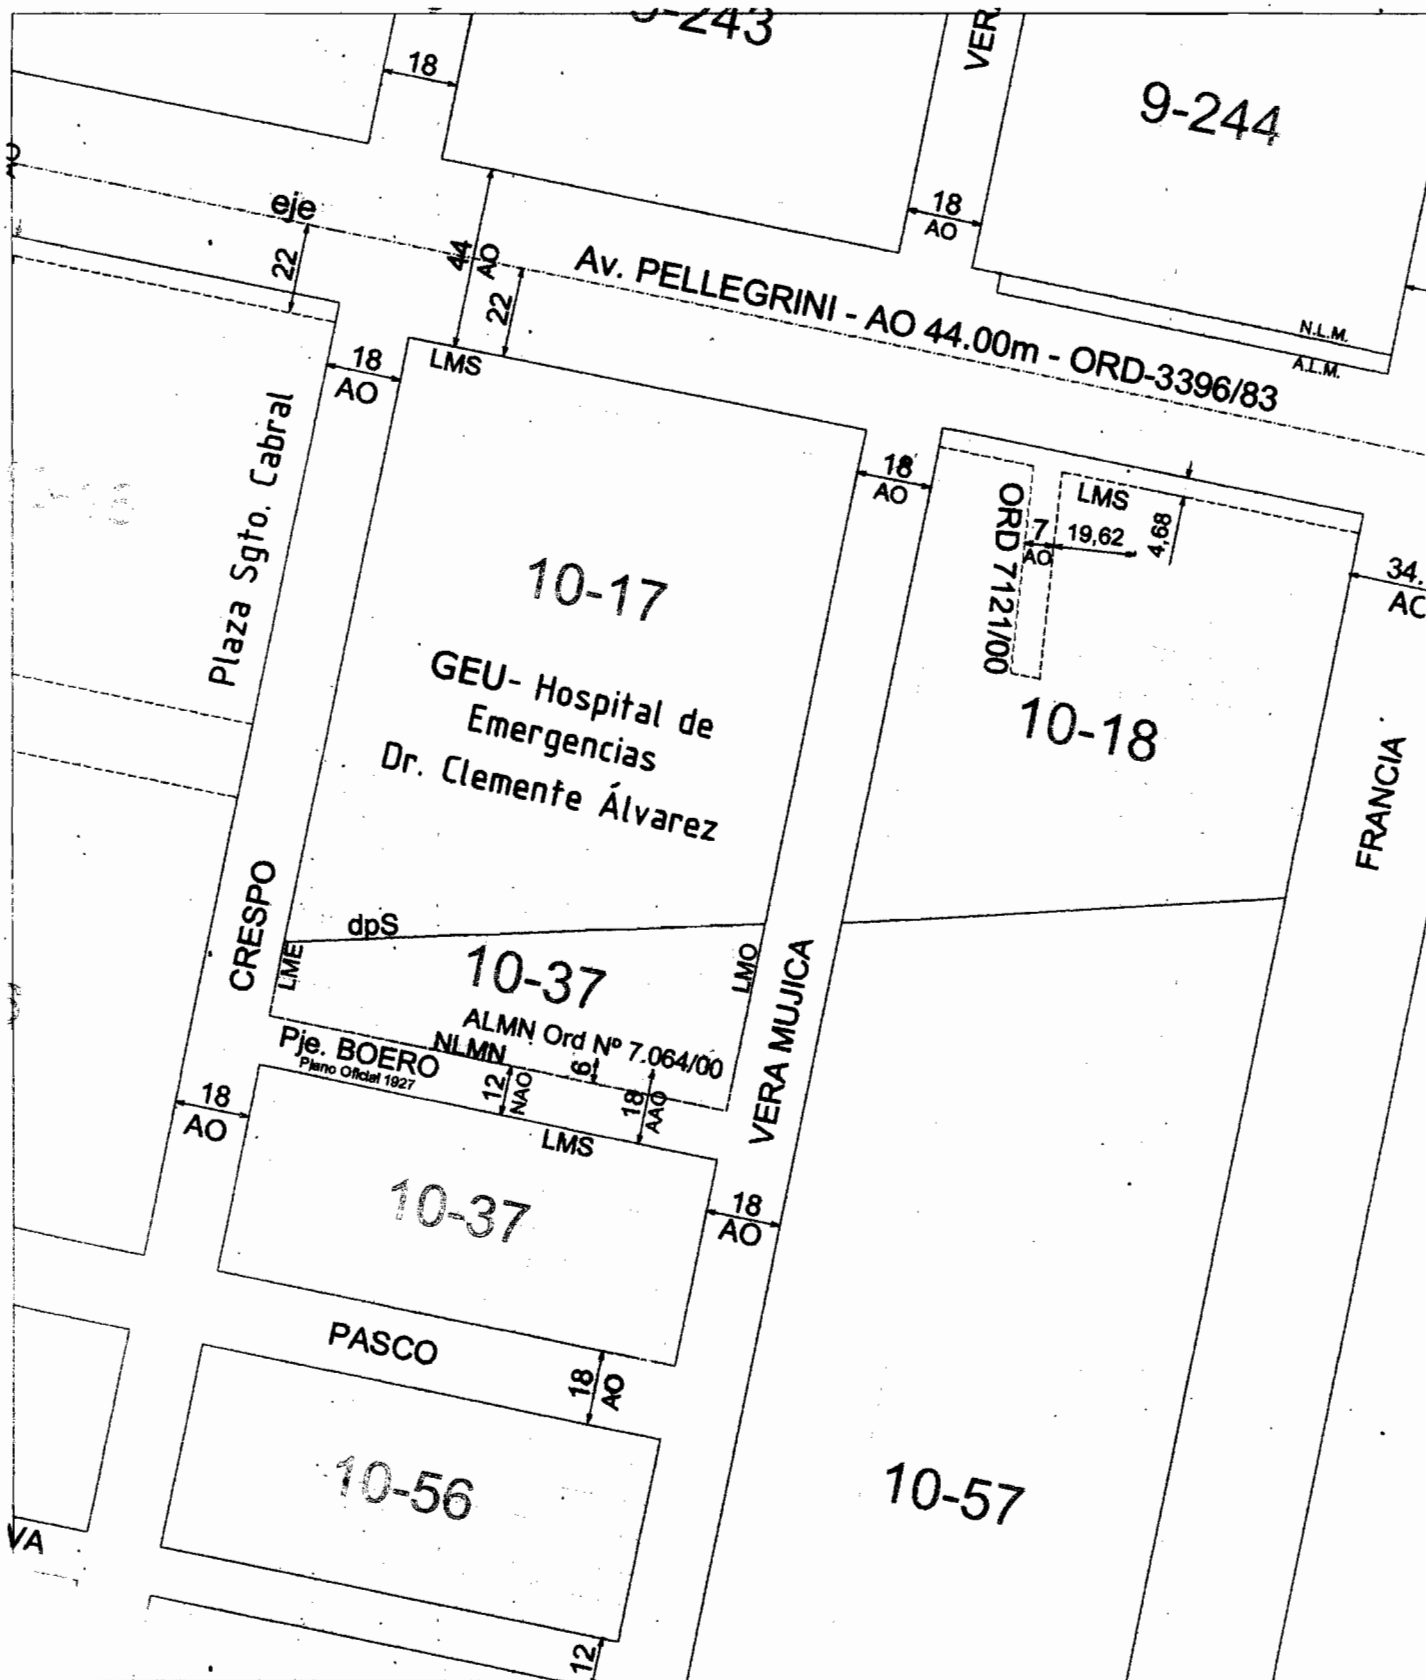 18
VER
9-244
eje
22
44
AO
22
18
AO
Av. PELLEGRINI - AO 44.00m - ORD-3396/83
N.L.M.
A.L.M.
18
AO
LMS
Plaza Sgto. Cabral
18
AO
ORD 7121/00
LMS
7
AO
19,62
4,68
34.
10-17
GEU- Hospital de
Emergencias
Dr. Clemente Álvarez
10-18
FRANCIA
CRESPO
dpS
LME
10-37
LMO
VERA MUJICA
ALMN Ord Nº 7.064/00
Pje. BOERO
Plano Oficial 1927
NLMN
12
NAO
6
18
AAO
LMS
18
AO
10-37
18
AO
PASCO
18
AO
10-56
10-57
VA
12